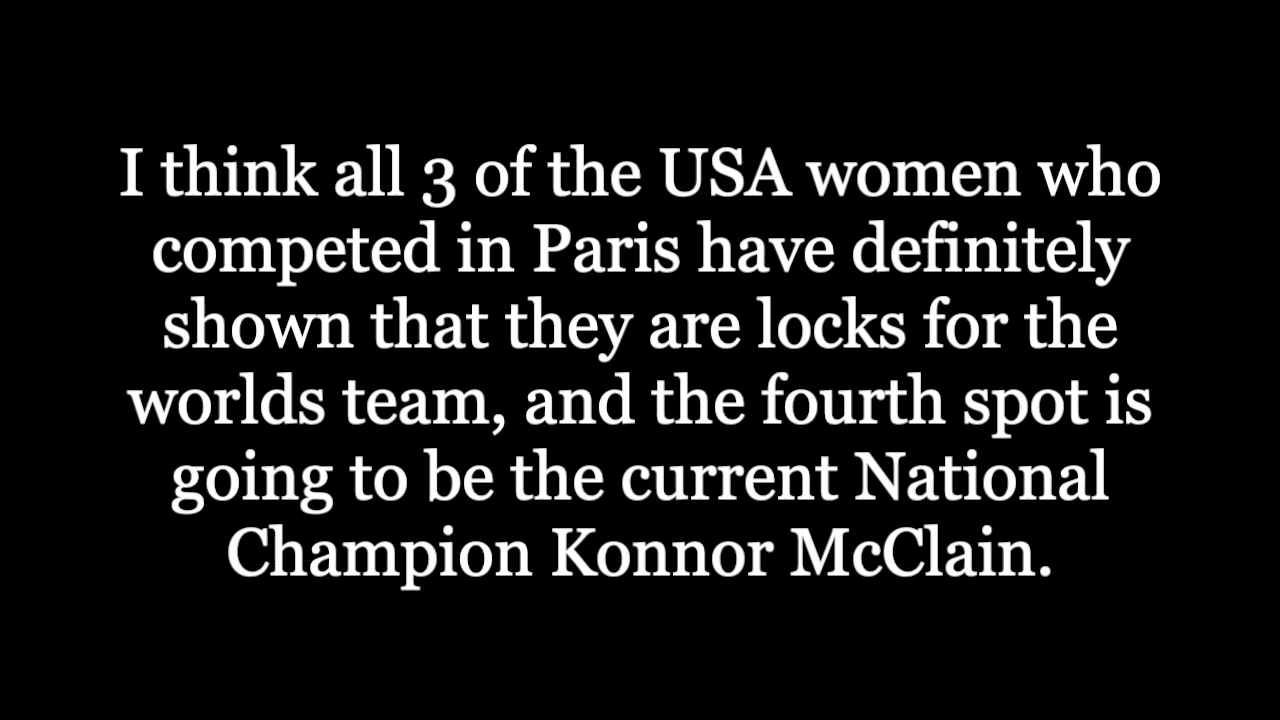 I think all 3 of the USA women who
competed in Paris have definitely
shown that they are locks for the
worlds team, and the fourth spot is
going to be the current National
Champion Konnor McClain.